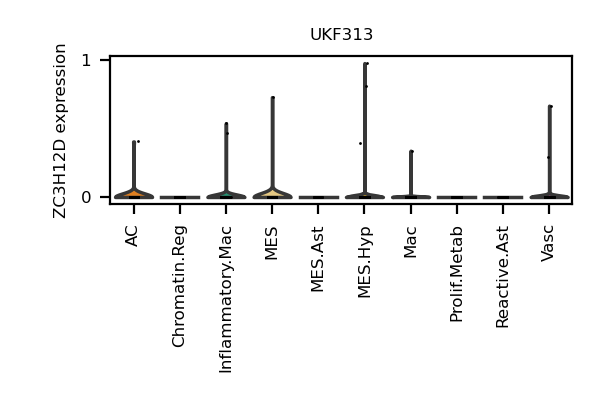 UKF313
ZC3H12D expression
1
0
AC
Chromatin.Reg
Inflammatory.Mac
MES
MES.Ast
MES.Hyp
Mac
Prolif.Metab
Reactive.Ast
Vasc